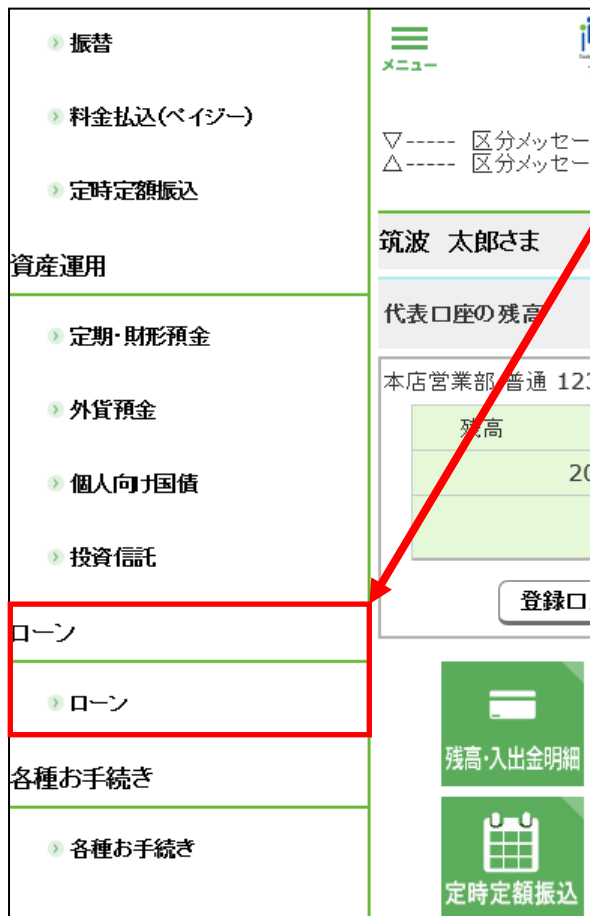 振替
料金払込(ペイジー)
定時定額振込
資産運用
定期・財形預金
外貨預金
個人向け国債
投資信託
ローン
ローン
各種お手続き
各種お手続き
メニュー
▽----- 区分メッセー
△----- 区分メッセー
筑波 太郎さま
代表口座の残高
本店営業部 普通 123
残高
20
登録口
残高・入出金明細
定時定額振込